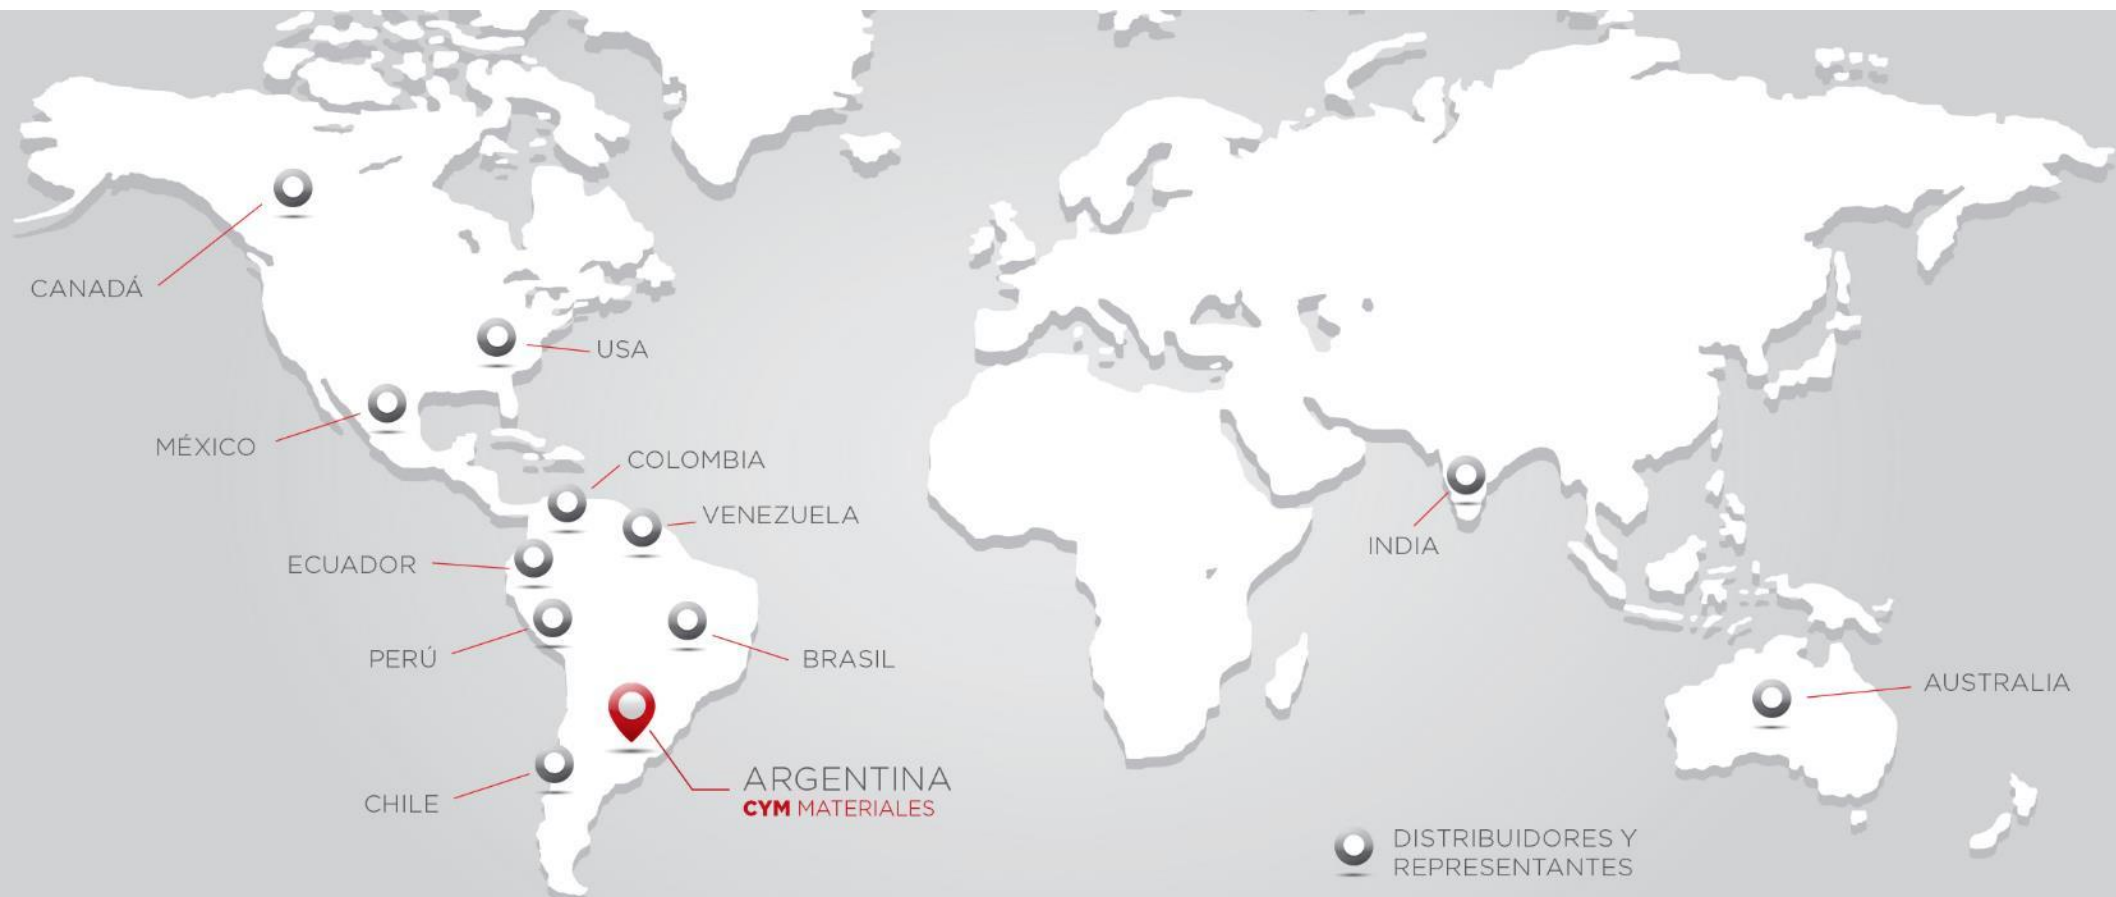 CANADÁ
USA
MÉXICO
COLOMBIA
VENEZUELA
ECUADOR
INDIA
PERÚ
BRASIL
AUSTRALIA
ARGENTINA
CYM MATERIALES
CHILE
DISTRIBUIDORES Y
REPRESENTANTES